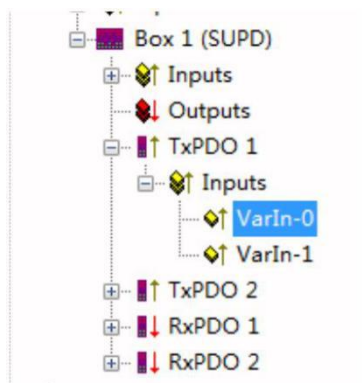 Box 1 (SUPD)
Inputs
Outputs
TxPDO 1
Inputs
VarIn-0
VarIn-1
TxPDO 2
RxPDO 1
RxPDO 2